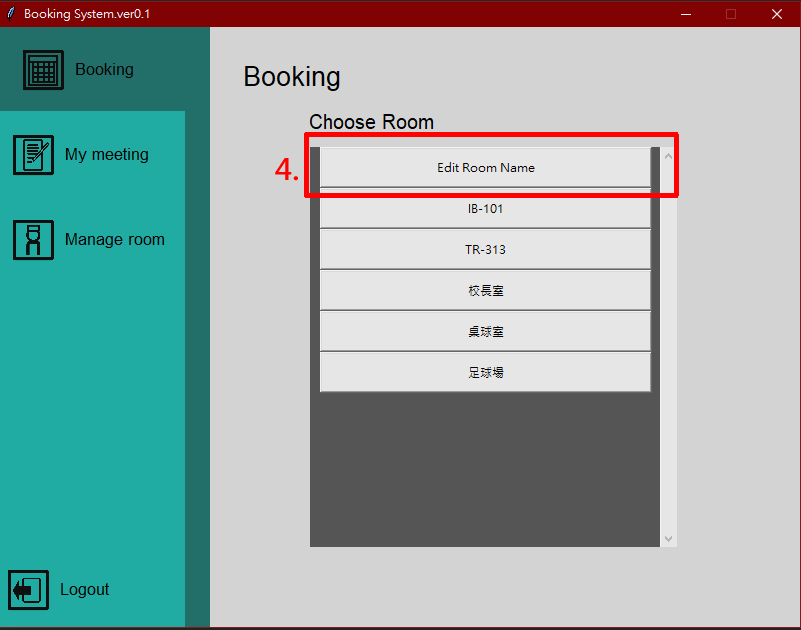 Booking System.ver0.1
Booking
My meeting
Manage room
Logout
Booking
Choose Room
4.
Edit Room Name
IB-101
TR-313
校長室
桌球室
足球場